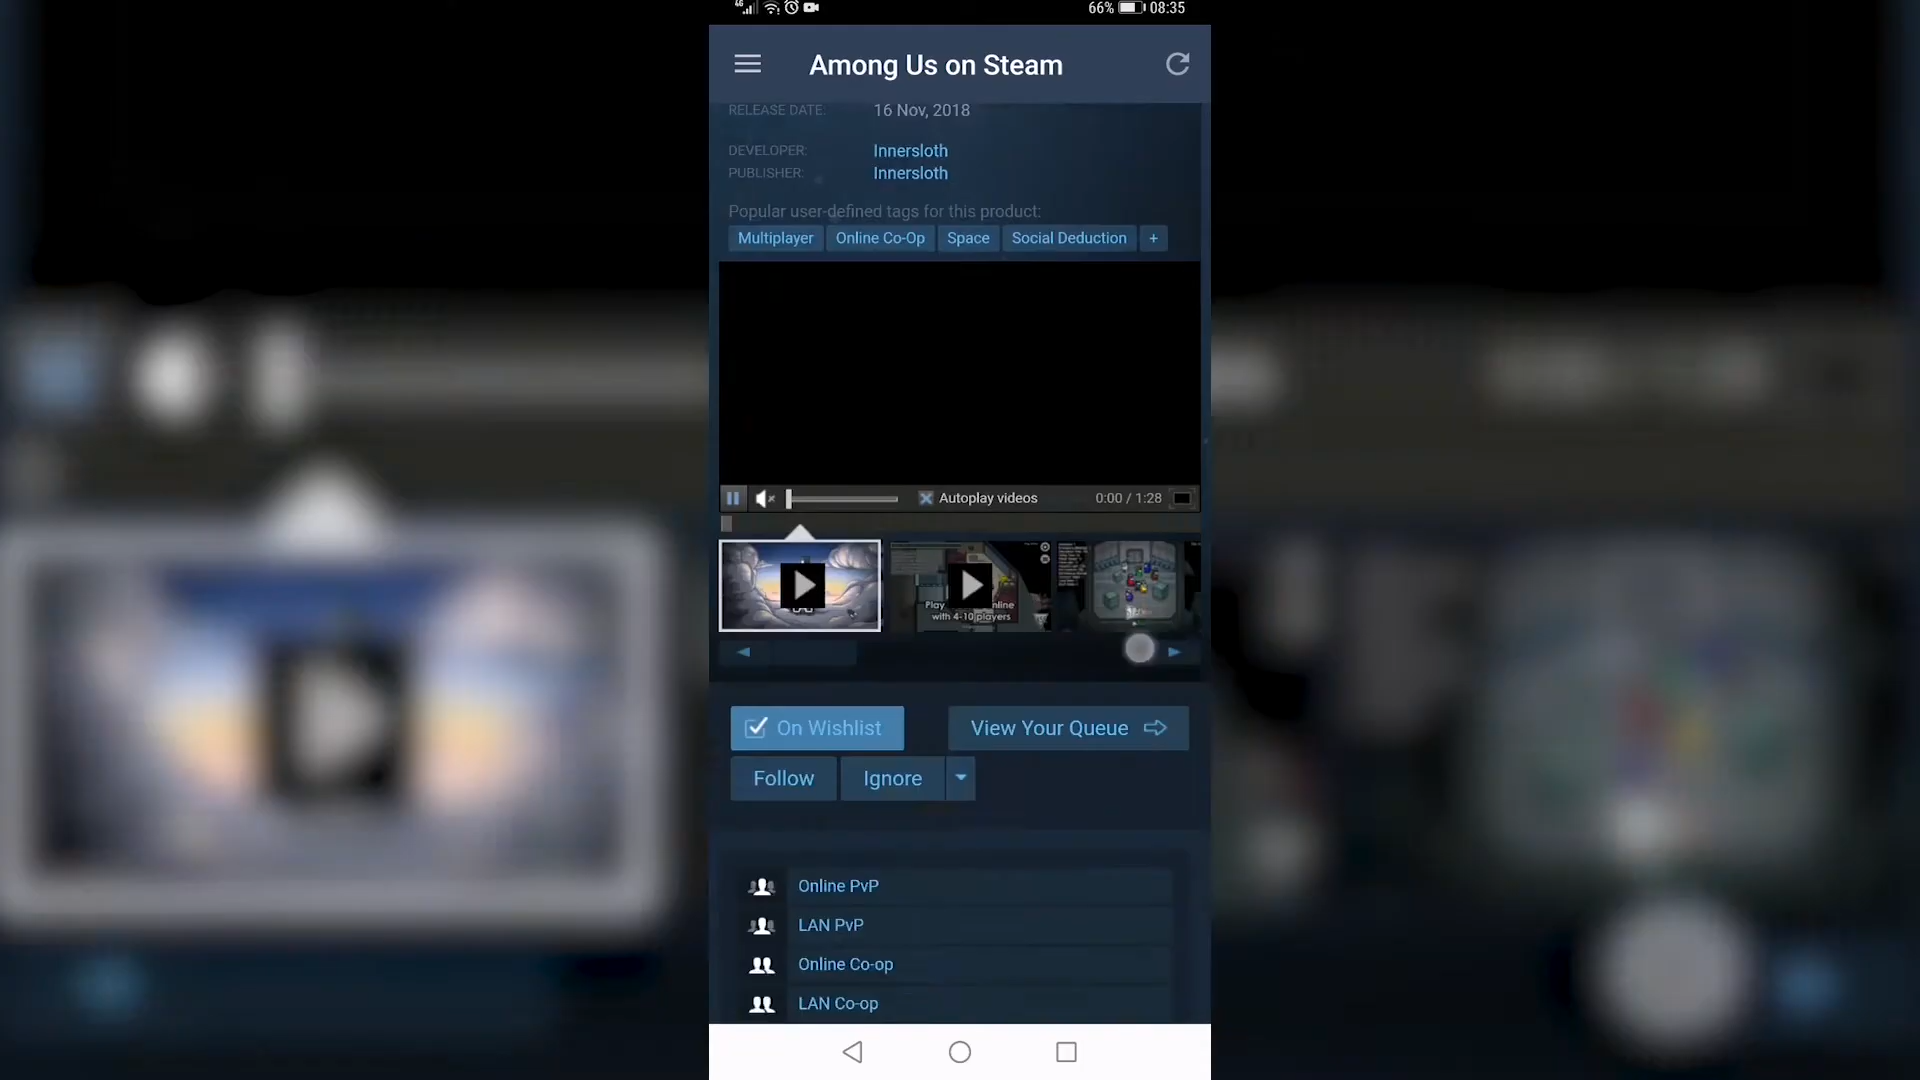 4G 66% 08:35
Among Us on Steam
RELEASE DATE: 16 Nov, 2018
DEVELOPER: Innersloth
PUBLISHER: Innersloth
Popular user-defined tags for this product:
Multiplayer Online Co-Op Space Social Deduction +
Autoplay videos 0:00 / 1:28
Play nline
with 4-10 players
On Wishlist View Your Queue
Follow Ignore
Online PvP
LAN PvP
Online Co-op
LAN Co-op